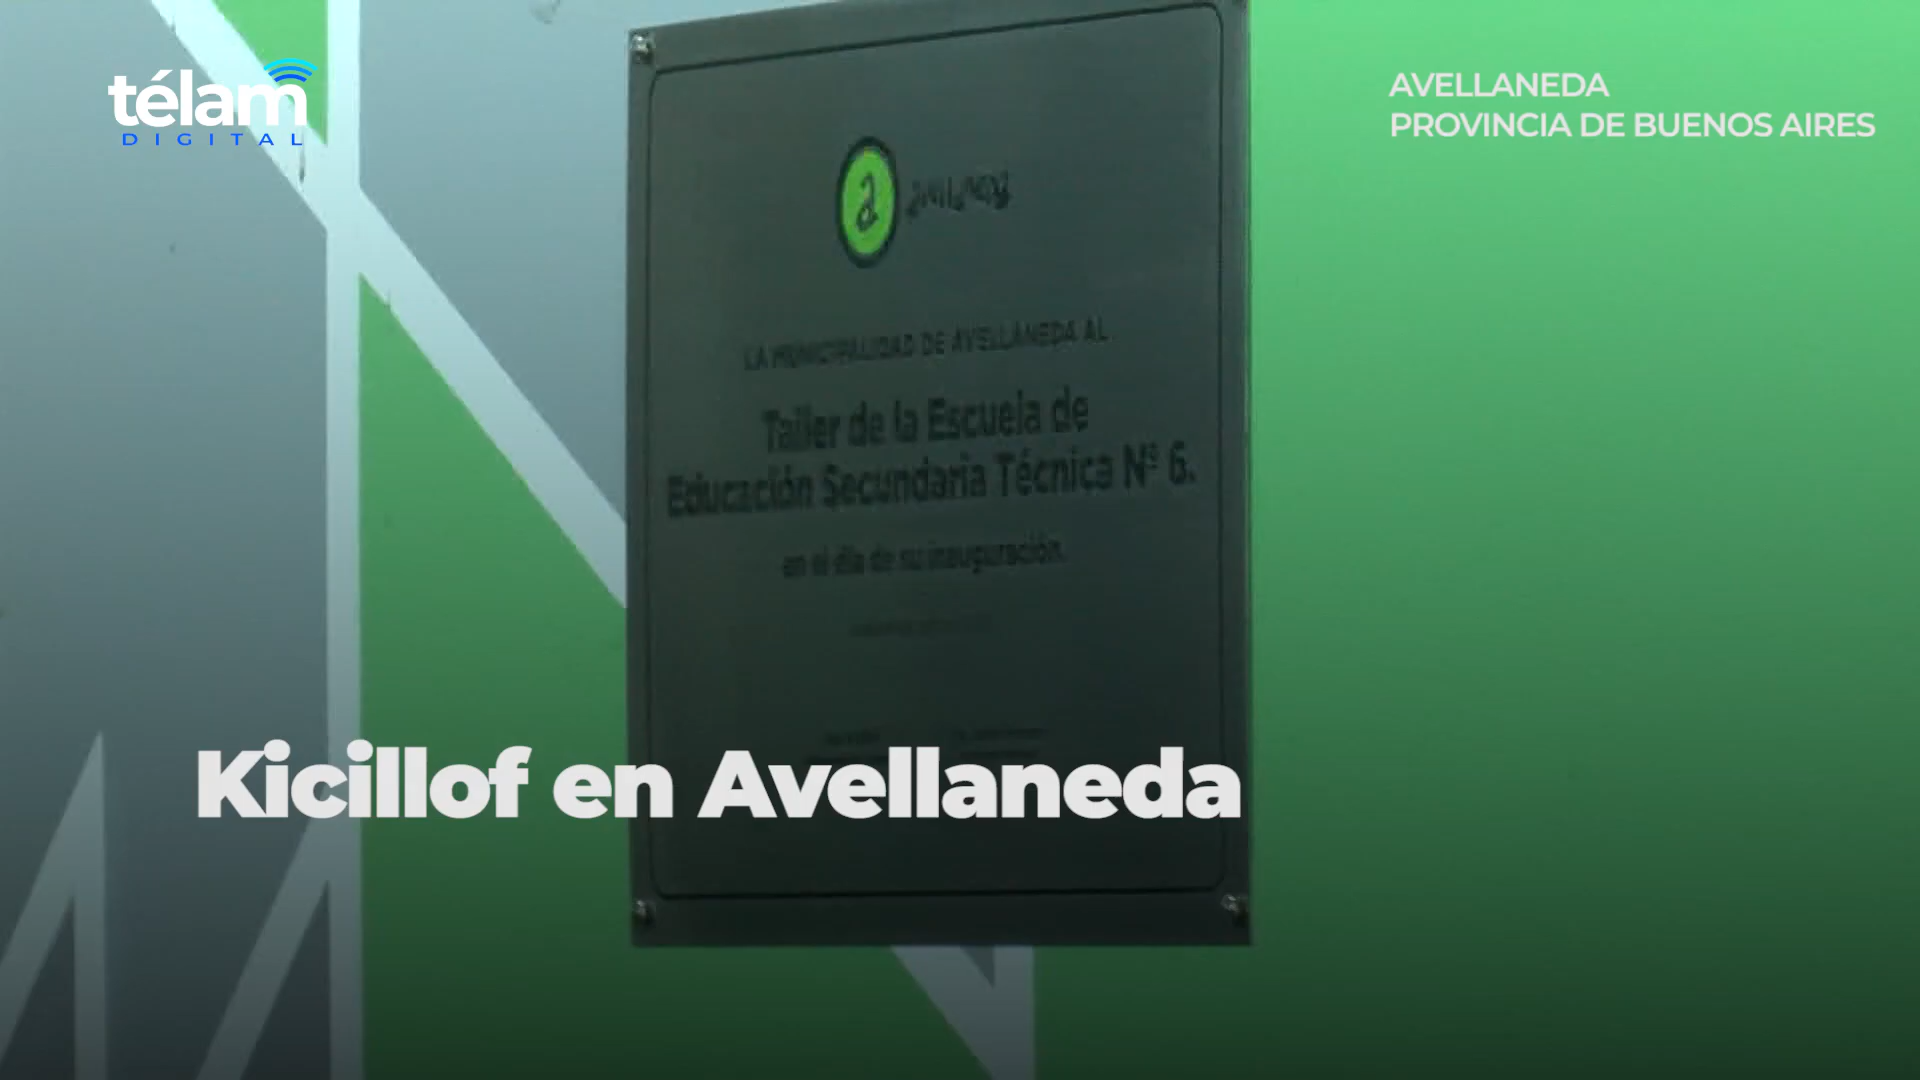 télam
DIGITAL
AVELLANEDA
PROVINCIA DE BUENOS AIRES
a
LA MUNICIPALIDAD DE AVELLANEDA AL
Taller de la Escuela de
Educación Secundaria Técnica Nº 6.
en el día de su inauguración.
Kicillof en Avellaneda